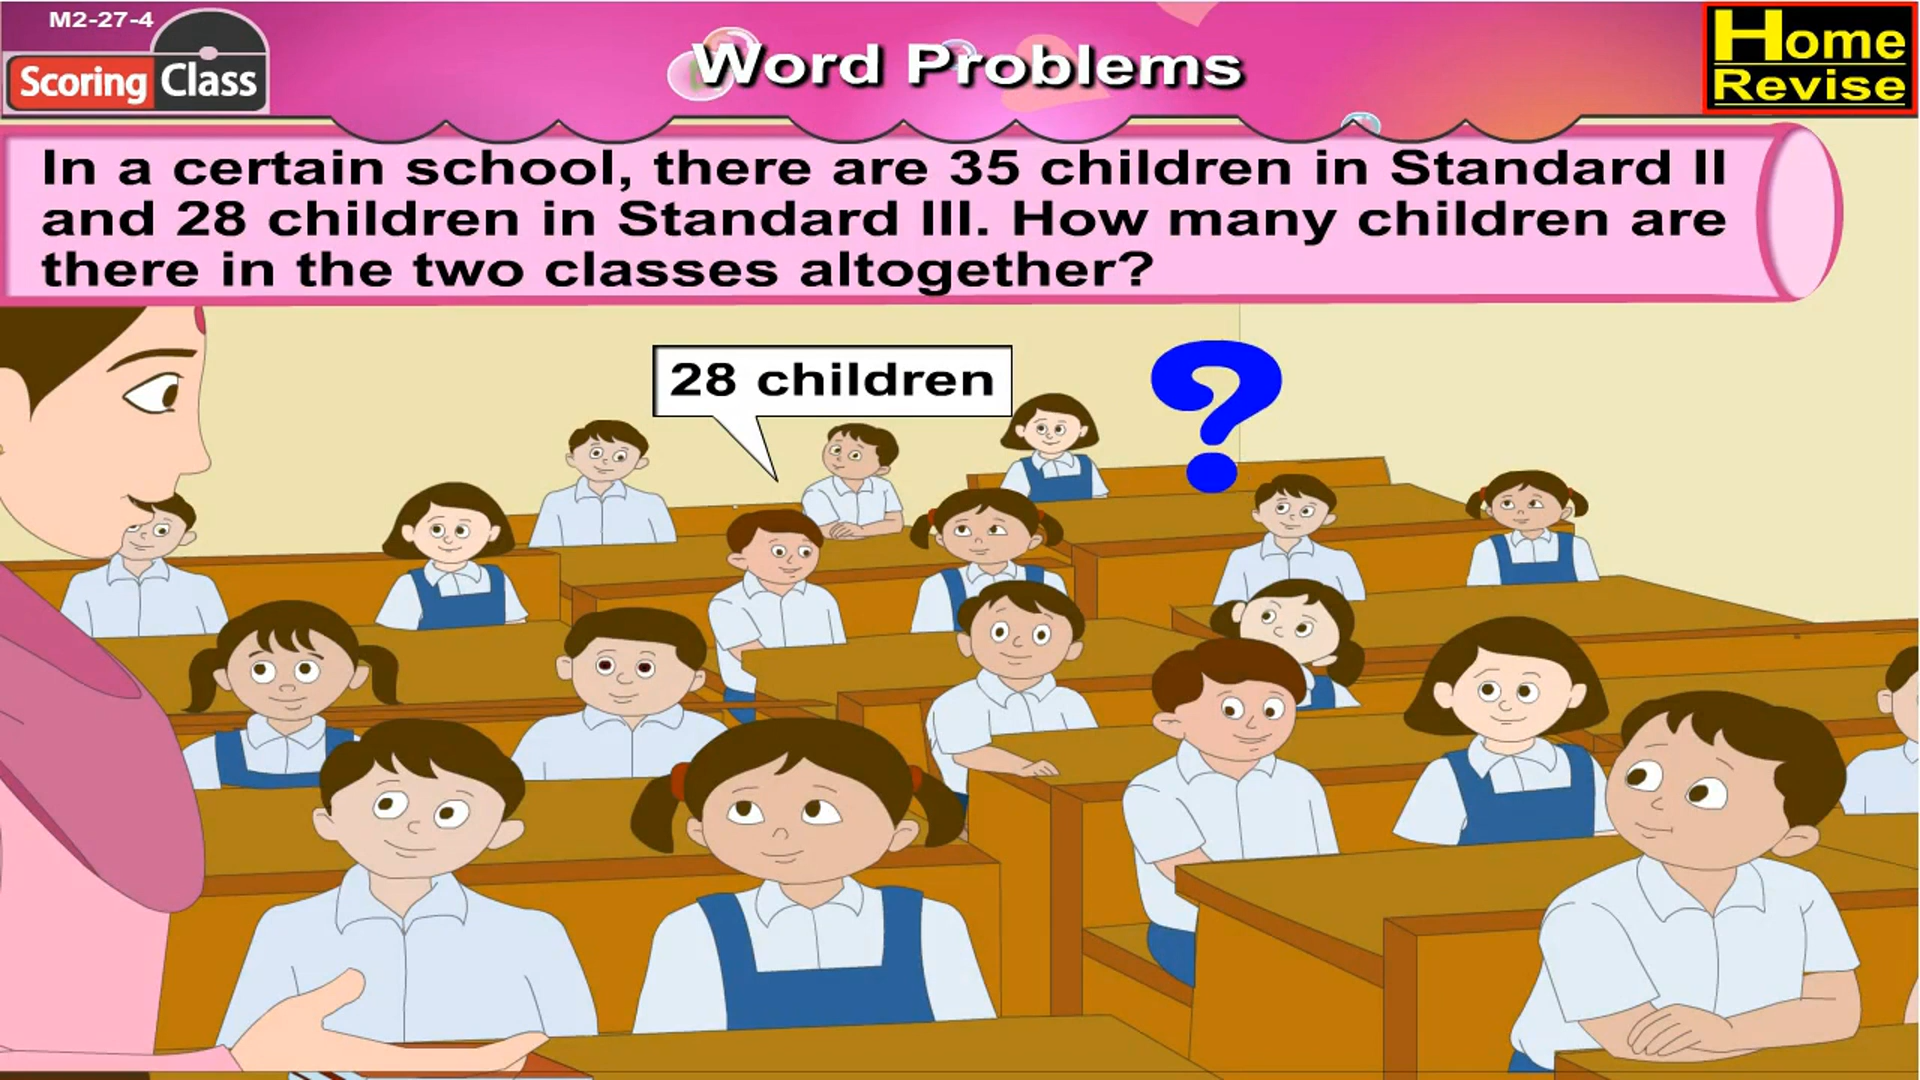 M2-27-4
Scoring Class
Word Problems
Home
Revise
In a certain school, there are 35 children in Standard II
and 28 children in Standard III. How many children are
there in the two classes altogether?
28 children
?